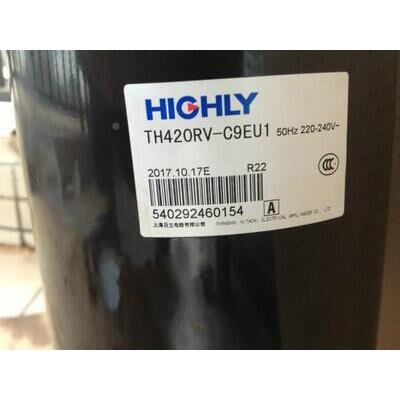 HIGHLY
TH420RV-C9EU1 50Hz 220-240V~
2017.10.17E R22
CCC
540292460154 A
上海日立电器有限公司 SHANGHAI HITACHI ELECTRICAL APPLIANCES CO., LTD